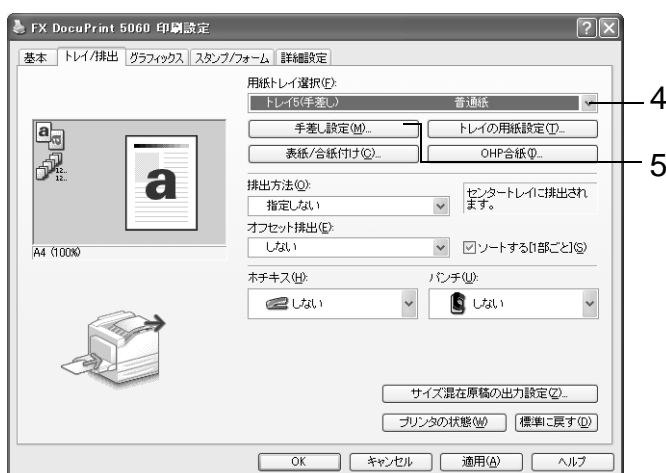 FX DocuPrint 5060 印刷設定
基本 トレイ/排出 グラフィックス スタンプ/フォーム 詳細設定
用紙トレイ選択(F):
トレイ5(手差し) 普通紙
4
手差し設定(M)... トレイの用紙設定(T)...
表紙/合紙付け(C)... OHP合紙(I)...
5
排出方法(O):
指定しない
センタートレイに排出されます。
オフセット排出(E):
しない
ソートする[1部ごと](S)
A4 (100%)
ホチキス(H): パンチ(U):
しない しない
サイズ混在原稿の出力設定(Z)...
プリンタの状態(W) 標準に戻す(D)
OK キャンセル 適用(A) ヘルプ